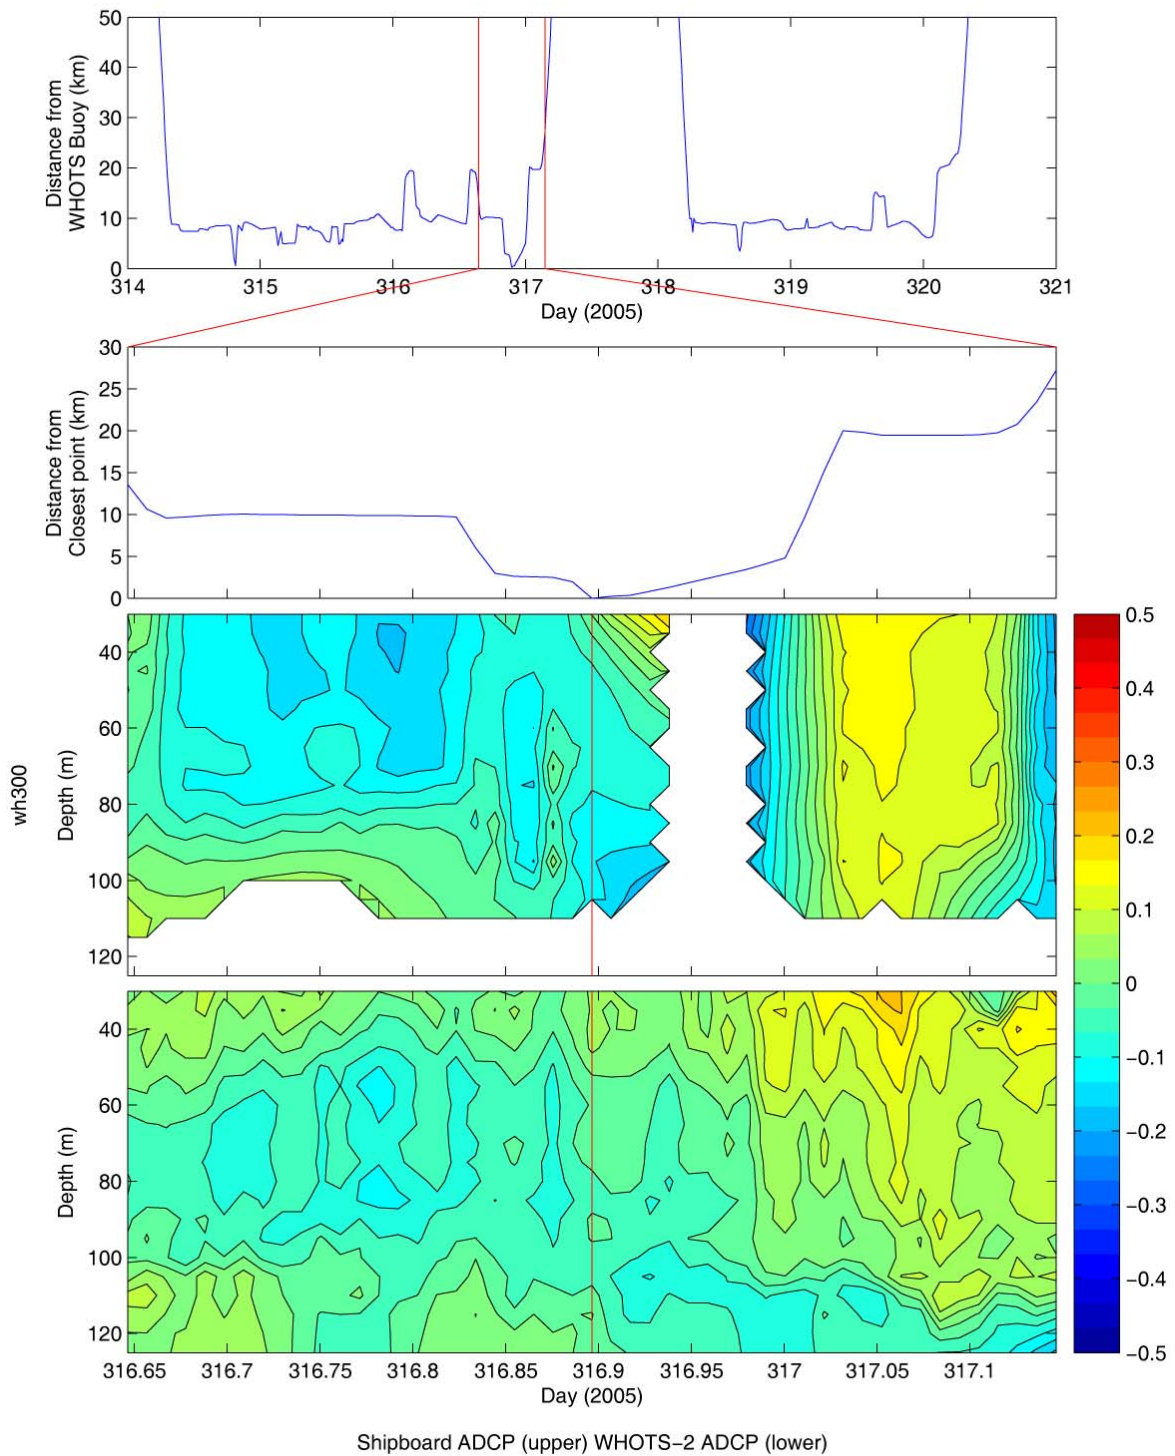 50
40
30
20
10
0
Distance from
WHOTS Buoy (km)
314 315 316 317 318 319 320 321
Day (2005)
30
25
20
15
10
5
0
Distance from
Closest point (km)
wh300
40
60
80
100
120
Depth (m)
0.5
0.4
0.3
0.2
0.1
0
−0.1
−0.2
−0.3
−0.4
−0.5
40
60
80
100
120
Depth (m)
316.65 316.7 316.75 316.8 316.85 316.9 316.95 317 317.05 317.1
Day (2005)
Shipboard ADCP (upper) WHOTS−2 ADCP (lower)